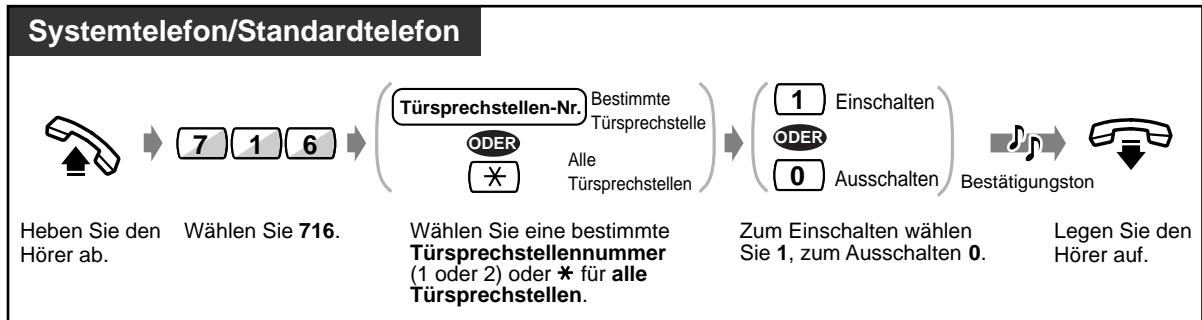 Systemtelefon/Standardtelefon
7 1 6
Türsprechstellen-Nr.
Bestimmte
Türsprechstelle
ODER
* Alle
Türsprechstellen
1 Einschalten
ODER
0 Ausschalten
Bestätigungston
Heben Sie den
Hörer ab.
Wählen Sie 716.
Wählen Sie eine bestimmte
Türsprechstellennummer
(1 oder 2) oder * für alle
Türsprechstellen.
Zum Einschalten wählen
Sie 1, zum Ausschalten 0.
Legen Sie den
Hörer auf.